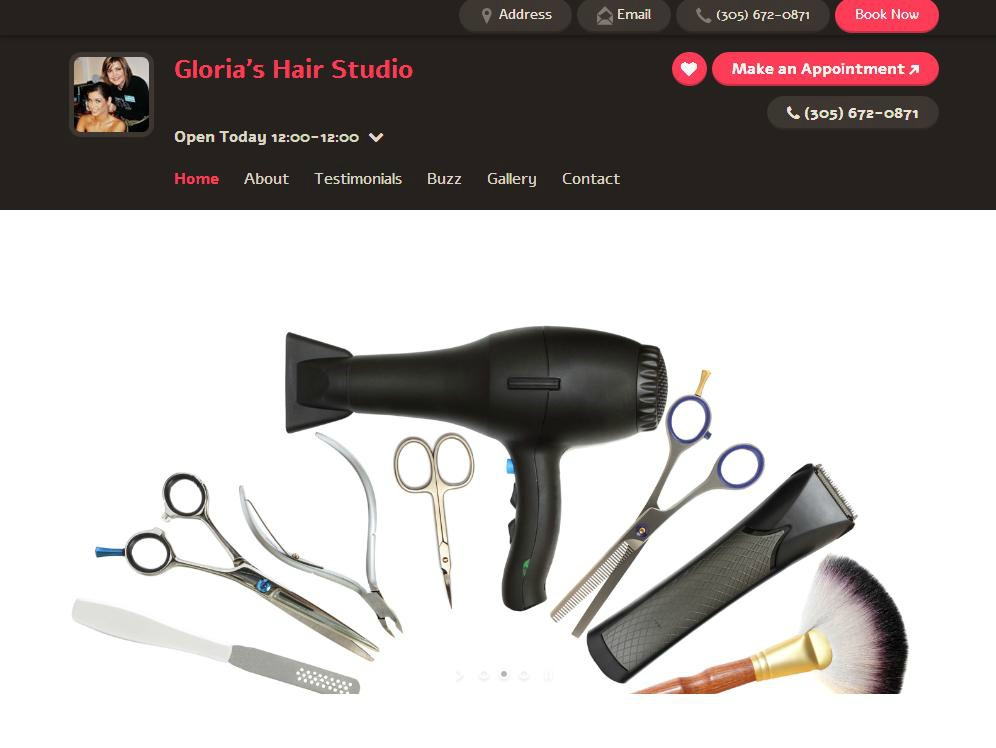 Address Email (305) 672-0871 Book Now
Gloria's Hair Studio
Make an Appointment
(305) 672-0871
Open Today 12:00-12:00
Home About Testimonials Buzz Gallery Contact